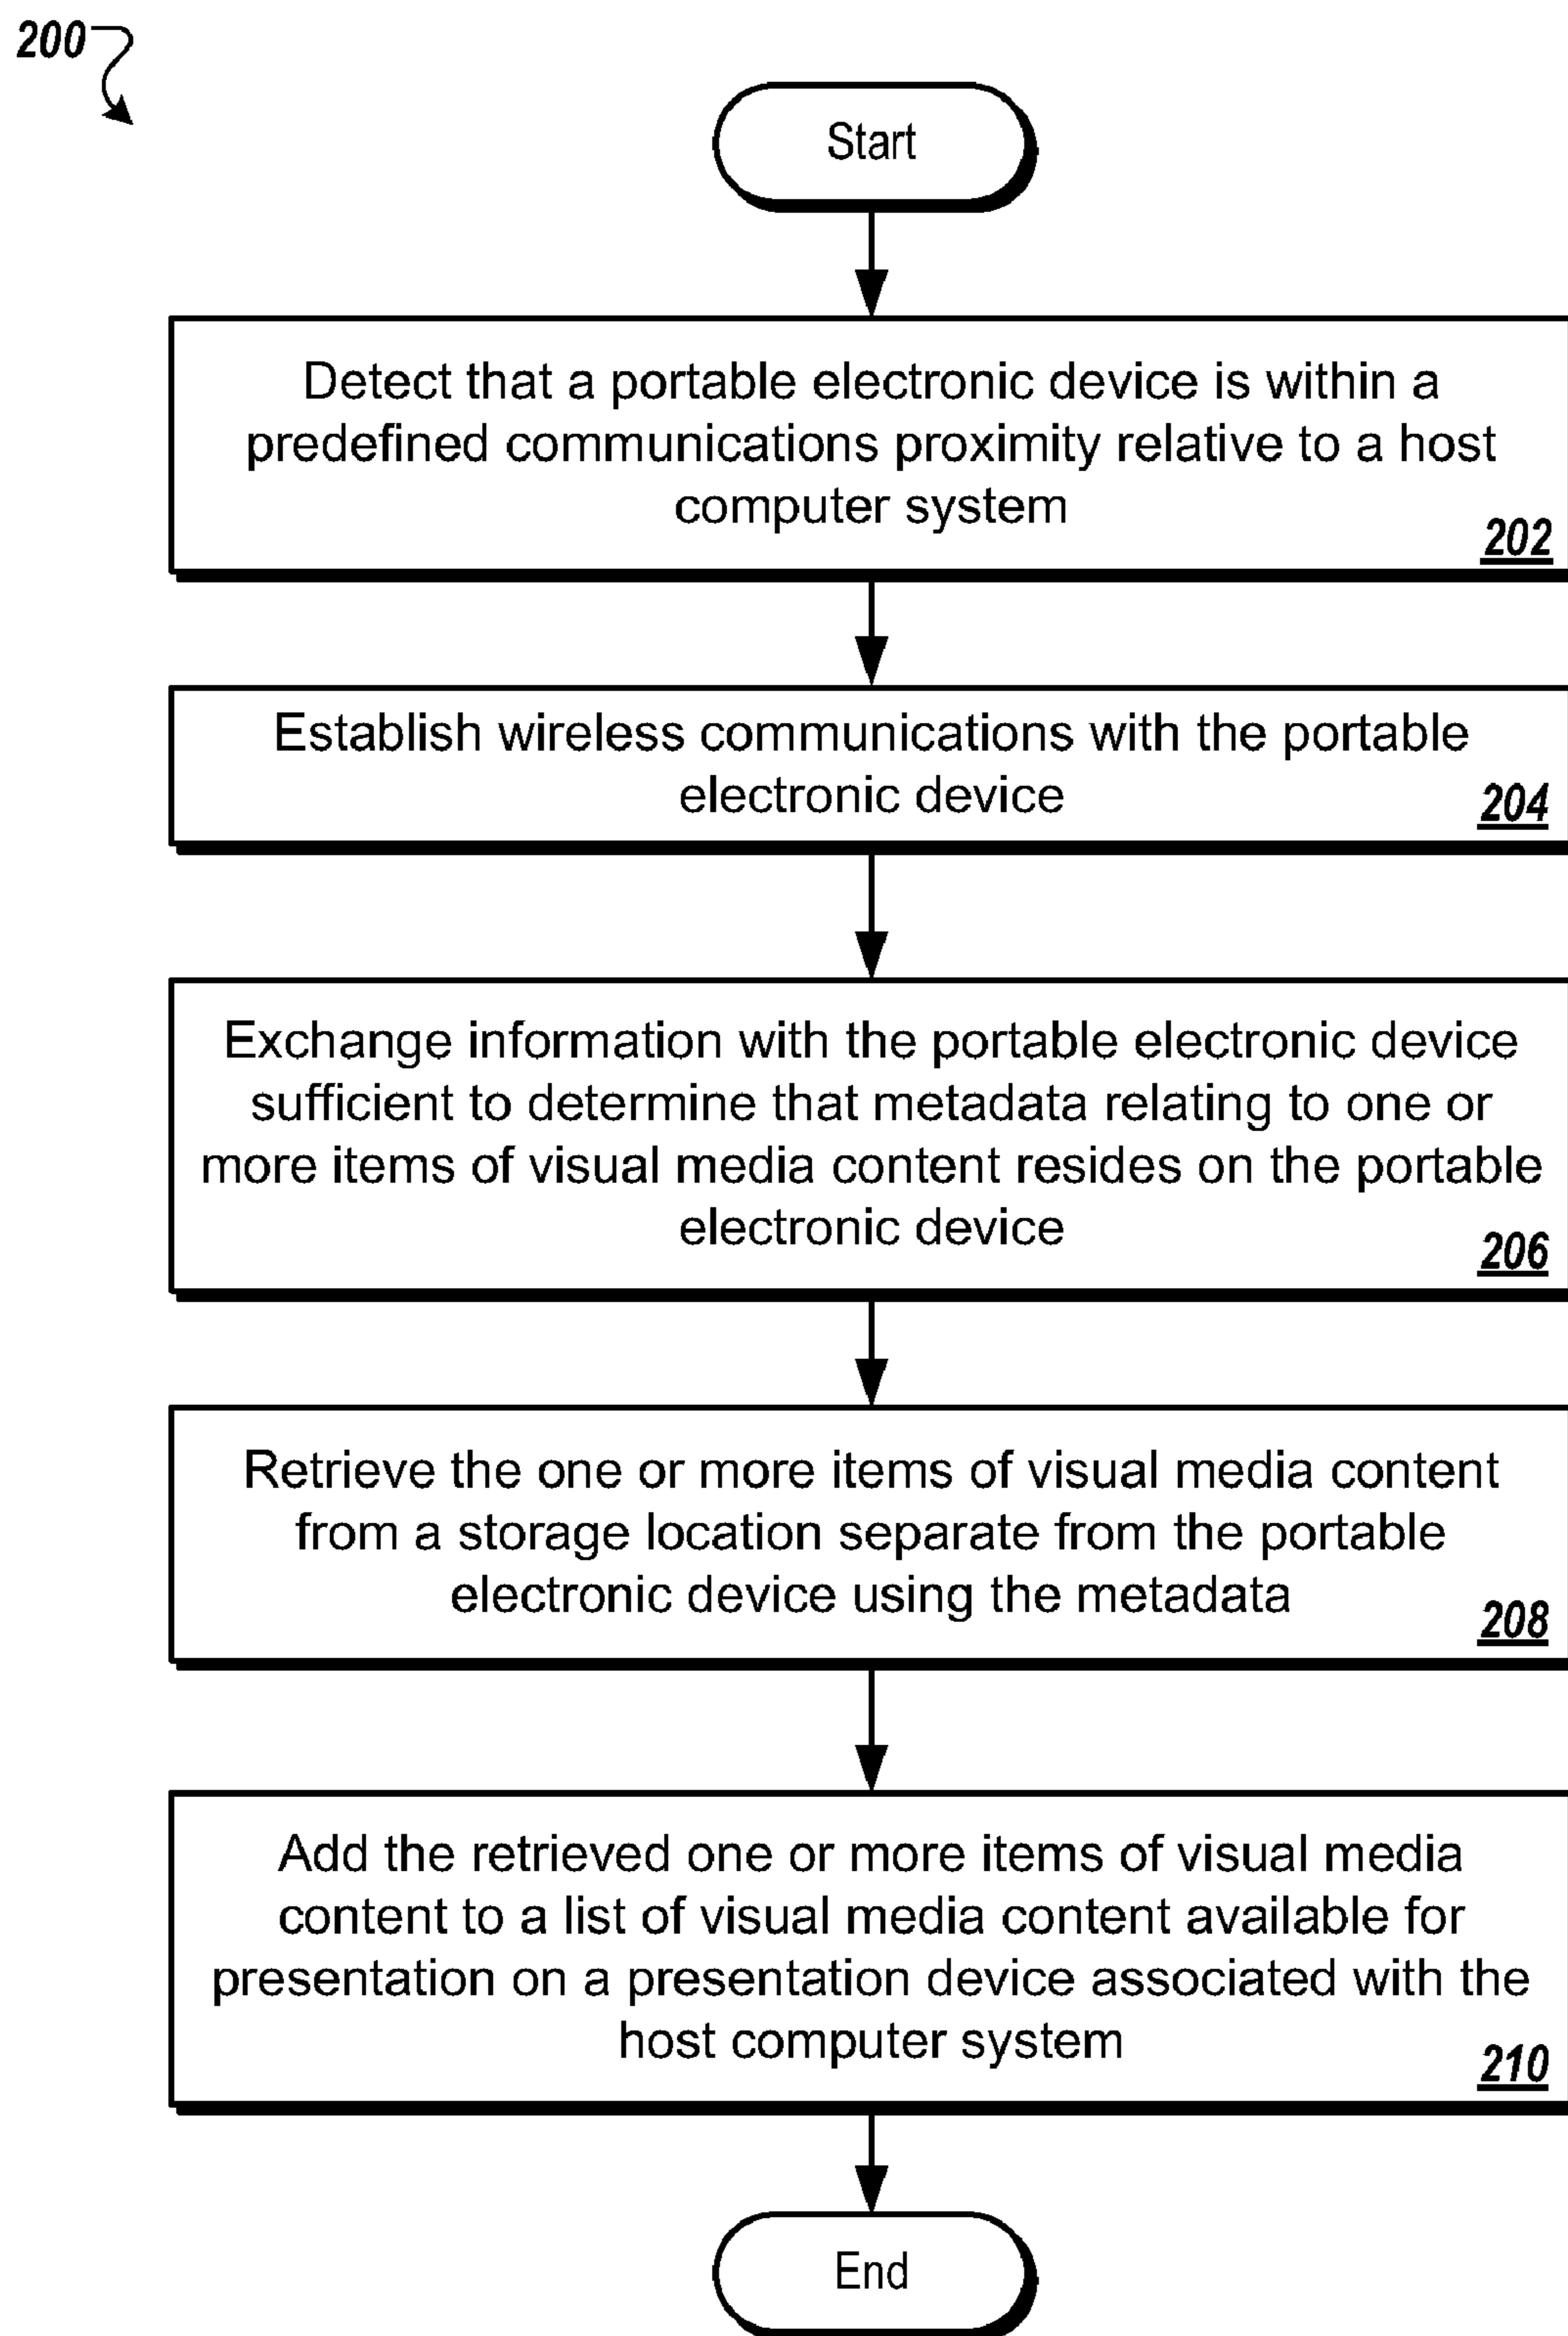 200
Start
Detect that a portable electronic device is within a
predefined communications proximity relative to a host
computer system
202
Establish wireless communications with the portable
electronic device
204
Exchange information with the portable electronic device
sufficient to determine that metadata relating to one or
more items of visual media content resides on the portable
electronic device
206
Retrieve the one or more items of visual media content
from a storage location separate from the portable
electronic device using the metadata
208
Add the retrieved one or more items of visual media
content to a list of visual media content available for
presentation on a presentation device associated with the
host computer system
210
End